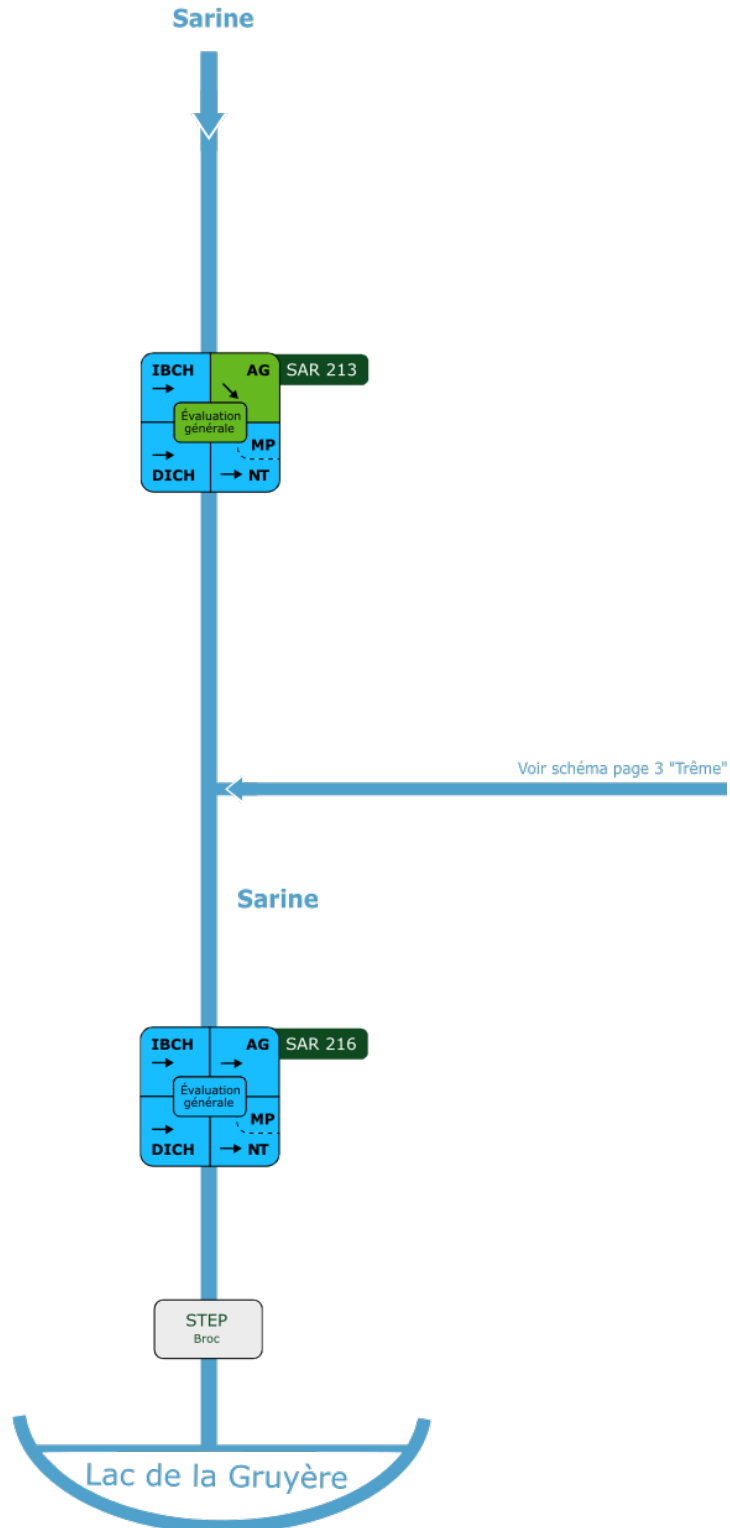 Sarine
IBCH
AG
SAR 213
Évaluation
générale
MP
DICH
NT
Voir schéma page 3 "Trême"
Sarine
IBCH
AG
SAR 216
Évaluation
générale
MP
DICH
NT
STEP
Broc
Lac de la Gruyère